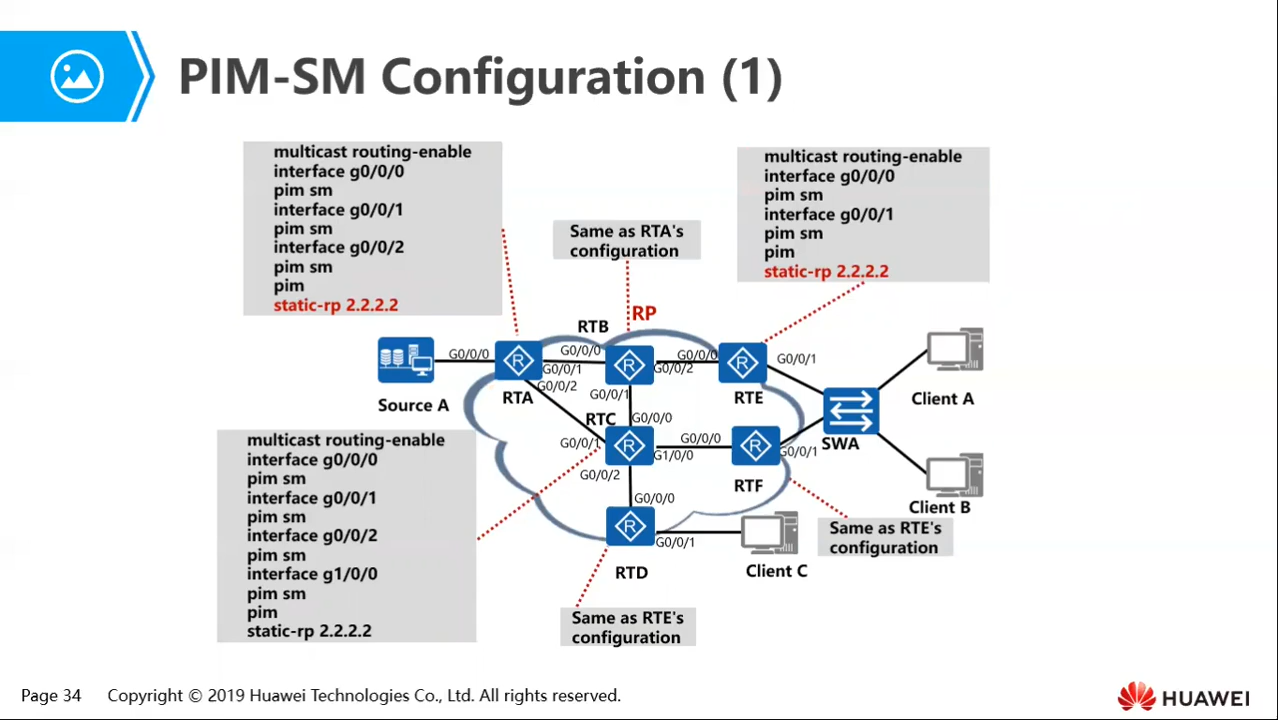 PIM-SM Configuration (1)
multicast routing-enable
interface g0/0/0
pim sm
interface g0/0/1
pim sm
interface g0/0/2
pim sm
pim
static-rp 2.2.2.2
Same as RTA's
configuration
multicast routing-enable
interface g0/0/0
pim sm
interface g0/0/1
pim sm
pim
static-rp 2.2.2.2
RP
RTB
G0/0/0
G0/0/0
G0/0/1
G0/0/2
G0/0/0
G0/0/2
G0/0/1
G0/0/1
Source A
RTA
RTE
Client A
RTC
G0/0/0
G0/0/1
G0/0/0
G1/0/0
G0/0/1
SWA
G0/0/2
RTF
G0/0/0
Client B
multicast routing-enable
interface g0/0/0
pim sm
interface g0/0/1
pim sm
interface g0/0/2
pim sm
interface g1/0/0
pim sm
pim
static-rp 2.2.2.2
G0/0/1
RTD
Client C
Same as RTE's
configuration
Same as RTE's
configuration
Page 34 Copyright © 2019 Huawei Technologies Co., Ltd. All rights reserved.
HUAWEI